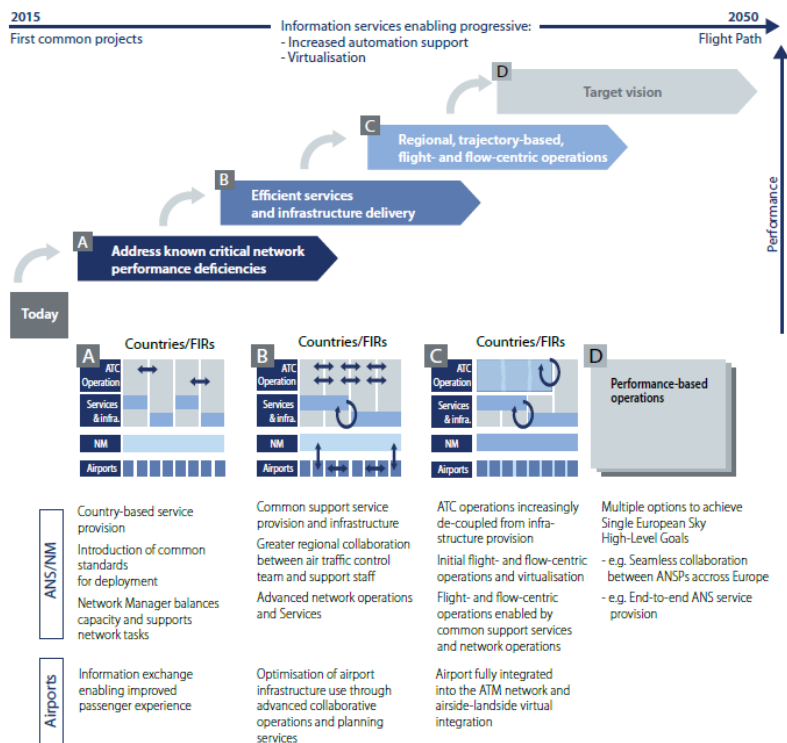 2015
First common projects
Information services enabling progressive:
- Increased automation support
- Virtualisation
2050
Flight Path
D
Target vision
C
Regional, trajectory-based,
flight- and flow-centric operations
B
Efficient services
and infrastructure delivery
A
Address known critical network
performance deficiencies
Today
Performance
A
Countries/FIRs
ATC
Operation
Services
& infra.
NM
Airports
B
Countries/FIRs
ATC
Operation
Services
& infra.
NM
Airports
C
Countries/FIRs
ATC
Operation
Services
& infra.
NM
Airports
D
Performance-based
operations
ANS/NM
Country-based service
provision
Introduction of common
standards
for deployment
Network Manager balances
capacity and supports
network tasks
Common support service
provision and infrastructure
Greater regional collaboration
between air traffic control
team and support staff
Advanced network operations
and Services
ATC operations increasingly
de-coupled from infra-
structure provision
Initial flight- and flow-centric
operations and virtualisation
Flight- and flow-centric
operations enabled by
common support services
and network operations
Multiple options to achieve
Single European Sky
High-Level Goals
- e.g. Seamless collaboration
between ANSPs accross Europe
- e.g. End-to-end ANS service
provision
Airports
Information exchange
enabling improved
passenger experience
Optimisation of airport
infrastructure use through
advanced collaborative
operations and planning
services
Airport fully integrated
into the ATM network and
airside-landside virtual
integration